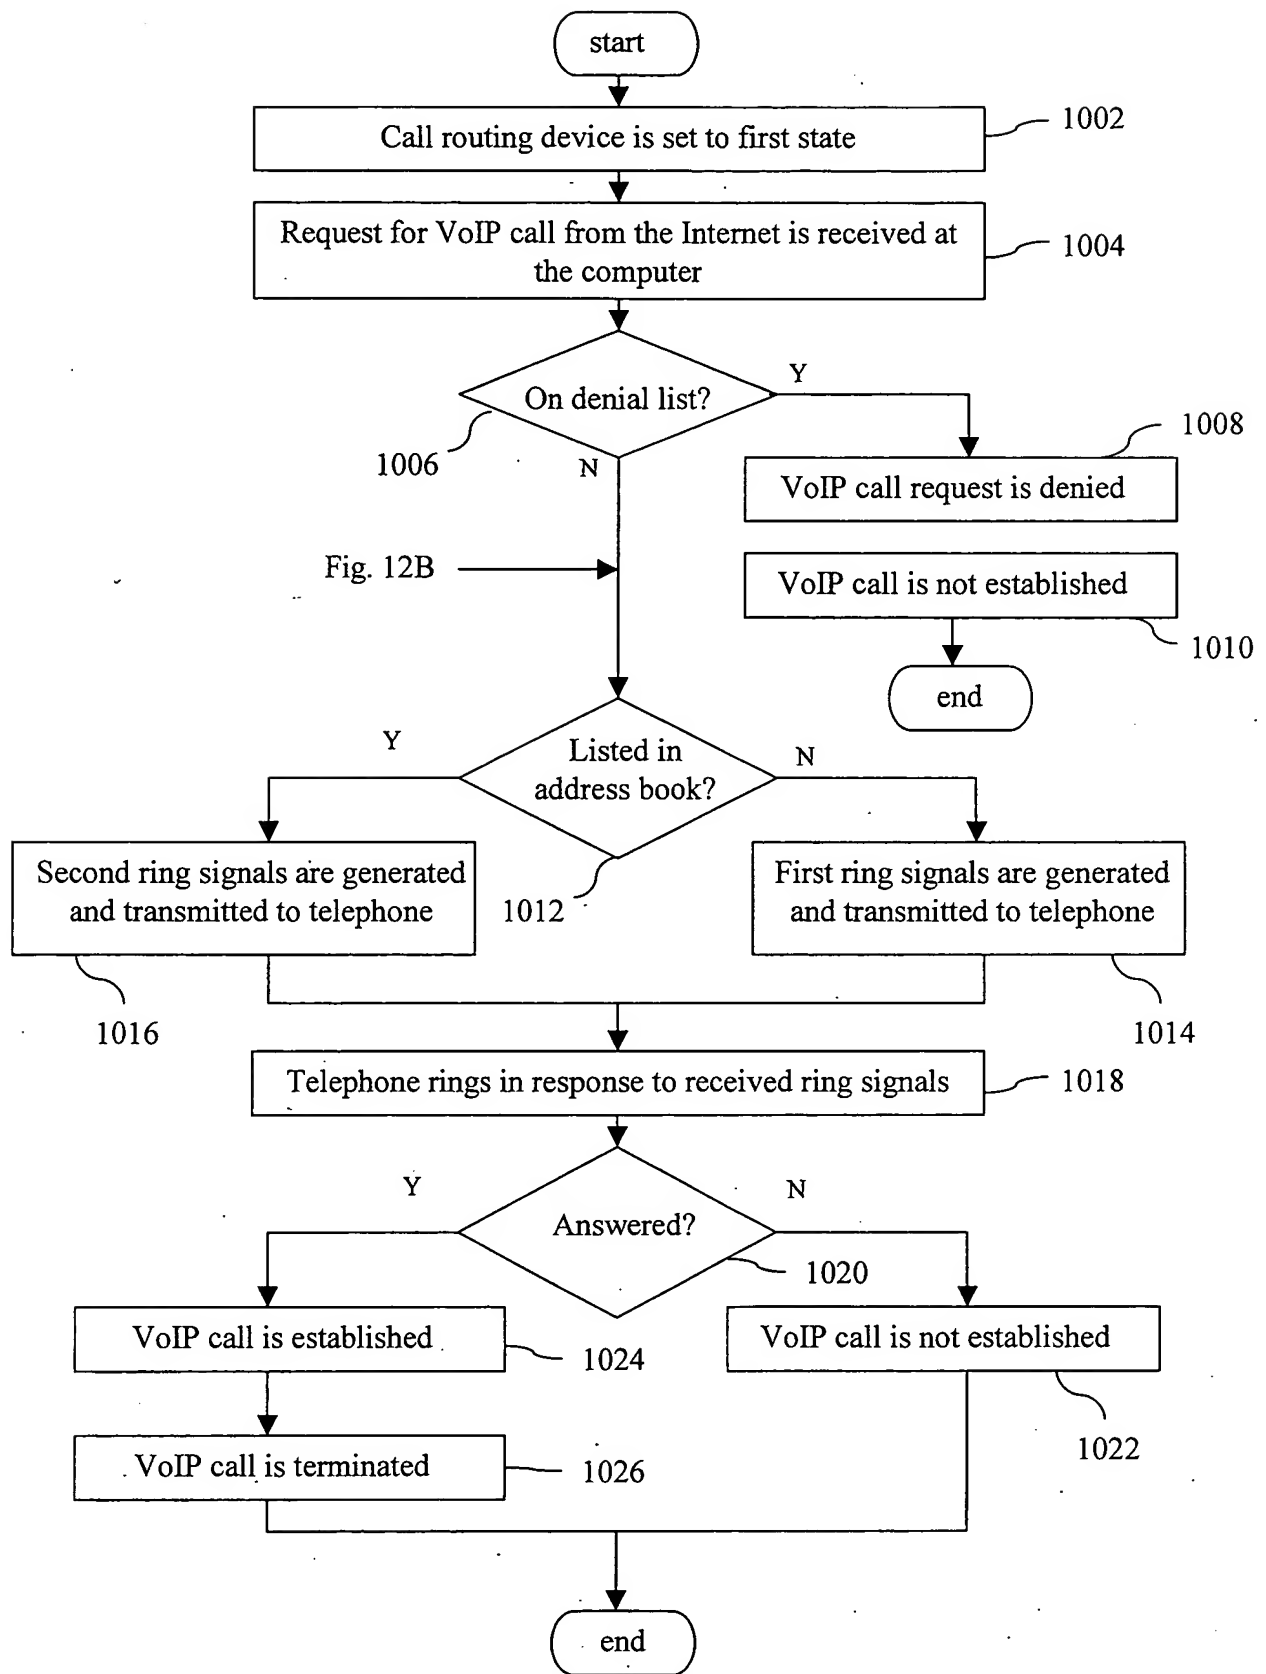 start
Call routing device is set to first state
1002
Request for VoIP call from the Internet is received at
the computer
1004
On denial list?
Y
1006
N
1008
VoIP call request is denied
Fig. 12B
VoIP call is not established
1010
end
Y
Listed in
address book?
N
1012
Second ring signals are generated
and transmitted to telephone
First ring signals are generated
and transmitted to telephone
1016
1014
Telephone rings in response to received ring signals
1018
Y
N
Answered?
1020
VoIP call is established
1024
VoIP call is not established
1022
VoIP call is terminated
1026
end